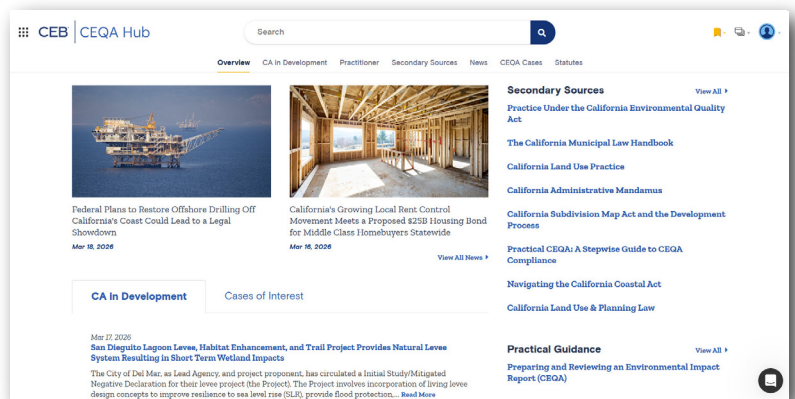 CEB CEQA Hub
Search
Overview CA in Development Practitioner Secondary Sources News CEQA Cases Statutes
Federal Plans to Restore Offshore Drilling Off
California's Coast Could Lead to a Legal
Showdown
Mar 18, 2026
California's Growing Local Rent Control
Movement Meets a Proposed $25B Housing Bond
for Middle Class Homebuyers Statewide
Mar 16, 2026
View All News
CA in Development
Cases of Interest
Mar 17, 2026
San Dieguito Lagoon Levee, Habitat Enhancement, and Trail Project Provides Natural Levee
System Resulting in Short Term Wetland Impacts
The City of Del Mar, as Lead Agency, and project proponent, has circulated a Initial Study/Mitigated
Negative Declaration for their levee project (the Project). The Project involves incorporation of living levee
design concepts to improve resilience to sea level rise (SLR), provide flood protection,... Read More
Secondary Sources
View All
Practice Under the California Environmental Quality
Act
The California Municipal Law Handbook
California Land Use Practice
California Administrative Mandamus
California Subdivision Map Act and the Development
Process
Practical CEQA: A Stepwise Guide to CEQA
Compliance
Navigating the California Coastal Act
California Land Use & Planning Law
Practical Guidance
View All
Preparing and Reviewing an Environmental Impact
Report (CEQA)